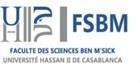 FSBM
FACULTE DES SCIENCES BEN M'SICK
UNIVERSITÉ HASSAN II DE CASABLANCA